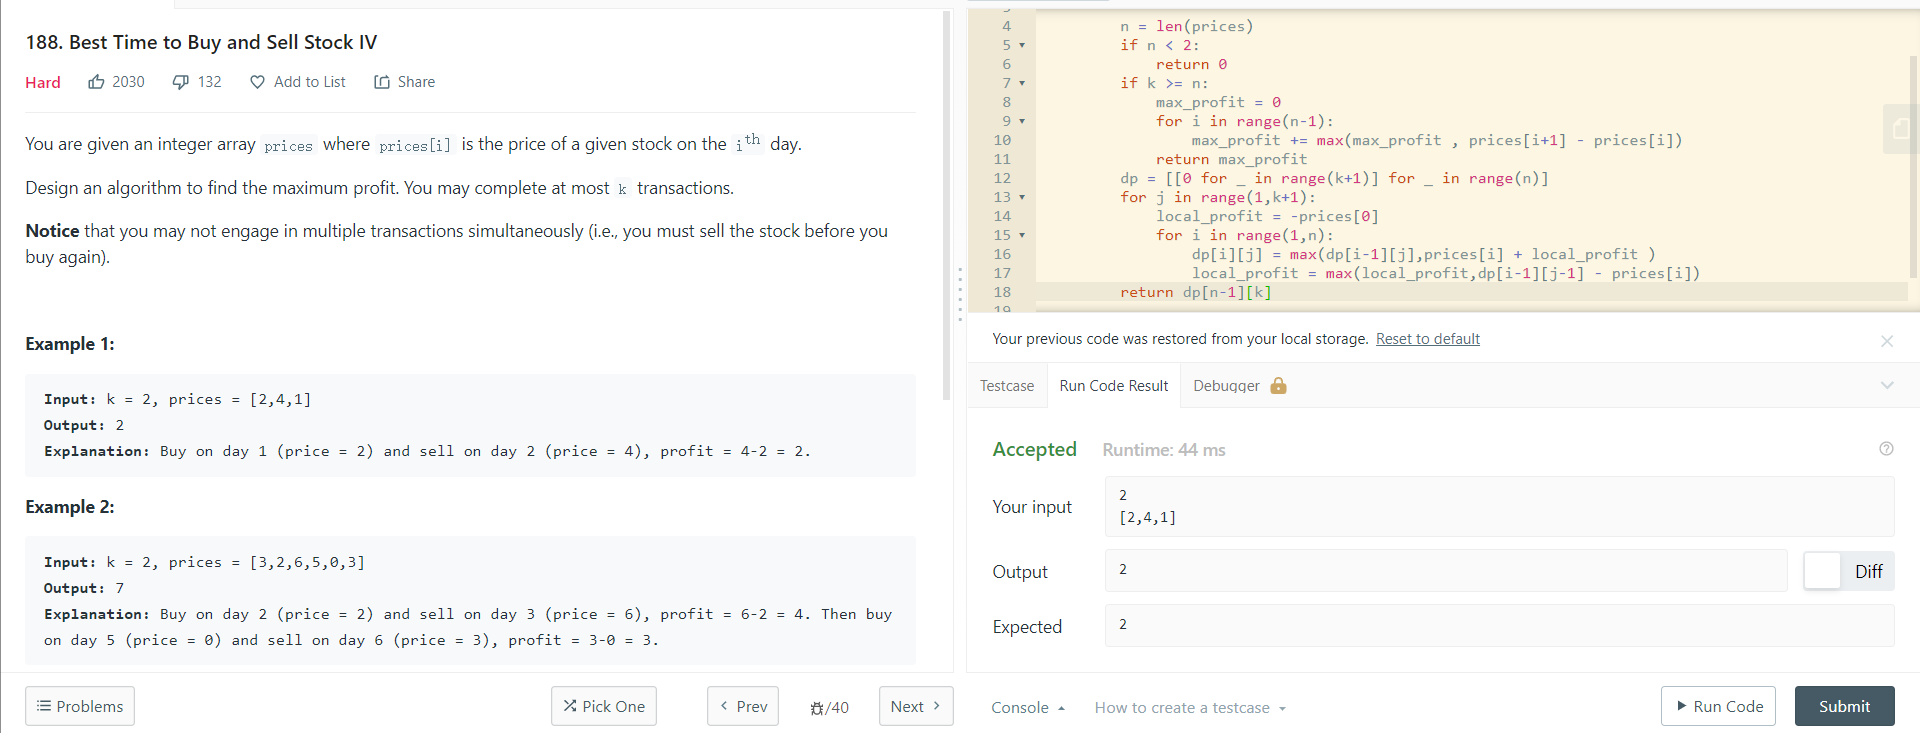 188. Best Time to Buy and Sell Stock IV
Hard 2030 132 Add to List Share
You are given an integer array prices where prices[i] is the price of a given stock on the ith day.
Design an algorithm to find the maximum profit. You may complete at most k transactions.
Notice that you may not engage in multiple transactions simultaneously (i.e., you must sell the stock before you
buy again).
Example 1:
Input: k = 2, prices = [2,4,1]
Output: 2
Explanation: Buy on day 1 (price = 2) and sell on day 2 (price = 4), profit = 4-2 = 2.
Example 2:
Input: k = 2, prices = [3,2,6,5,0,3]
Output: 7
Explanation: Buy on day 2 (price = 2) and sell on day 3 (price = 6), profit = 6-2 = 4. Then buy
on day 5 (price = 0) and sell on day 6 (price = 3), profit = 3-0 = 3.
Problems Pick One Prev /40 Next
4 n = len(prices)
5 if n < 2:
6 return 0
7 if k >= n:
8 max_profit = 0
9 for i in range(n-1):
10 max_profit += max(max_profit , prices[i+1] - prices[i])
11 return max_profit
12 dp = [[0 for _ in range(k+1)] for _ in range(n)]
13 for j in range(1,k+1):
14 local_profit = -prices[0]
15 for i in range(1,n):
16 dp[i][j] = max(dp[i-1][j],prices[i] + local_profit )
17 local_profit = max(local_profit,dp[i-1][j-1] - prices[i])
18 return dp[n-1][k]
19
Your previous code was restored from your local storage. Reset to default
Testcase Run Code Result Debugger
Accepted Runtime: 44 ms
Your input
2
[2,4,1]
Output 2 Diff
Expected 2
Console How to create a testcase Run Code Submit